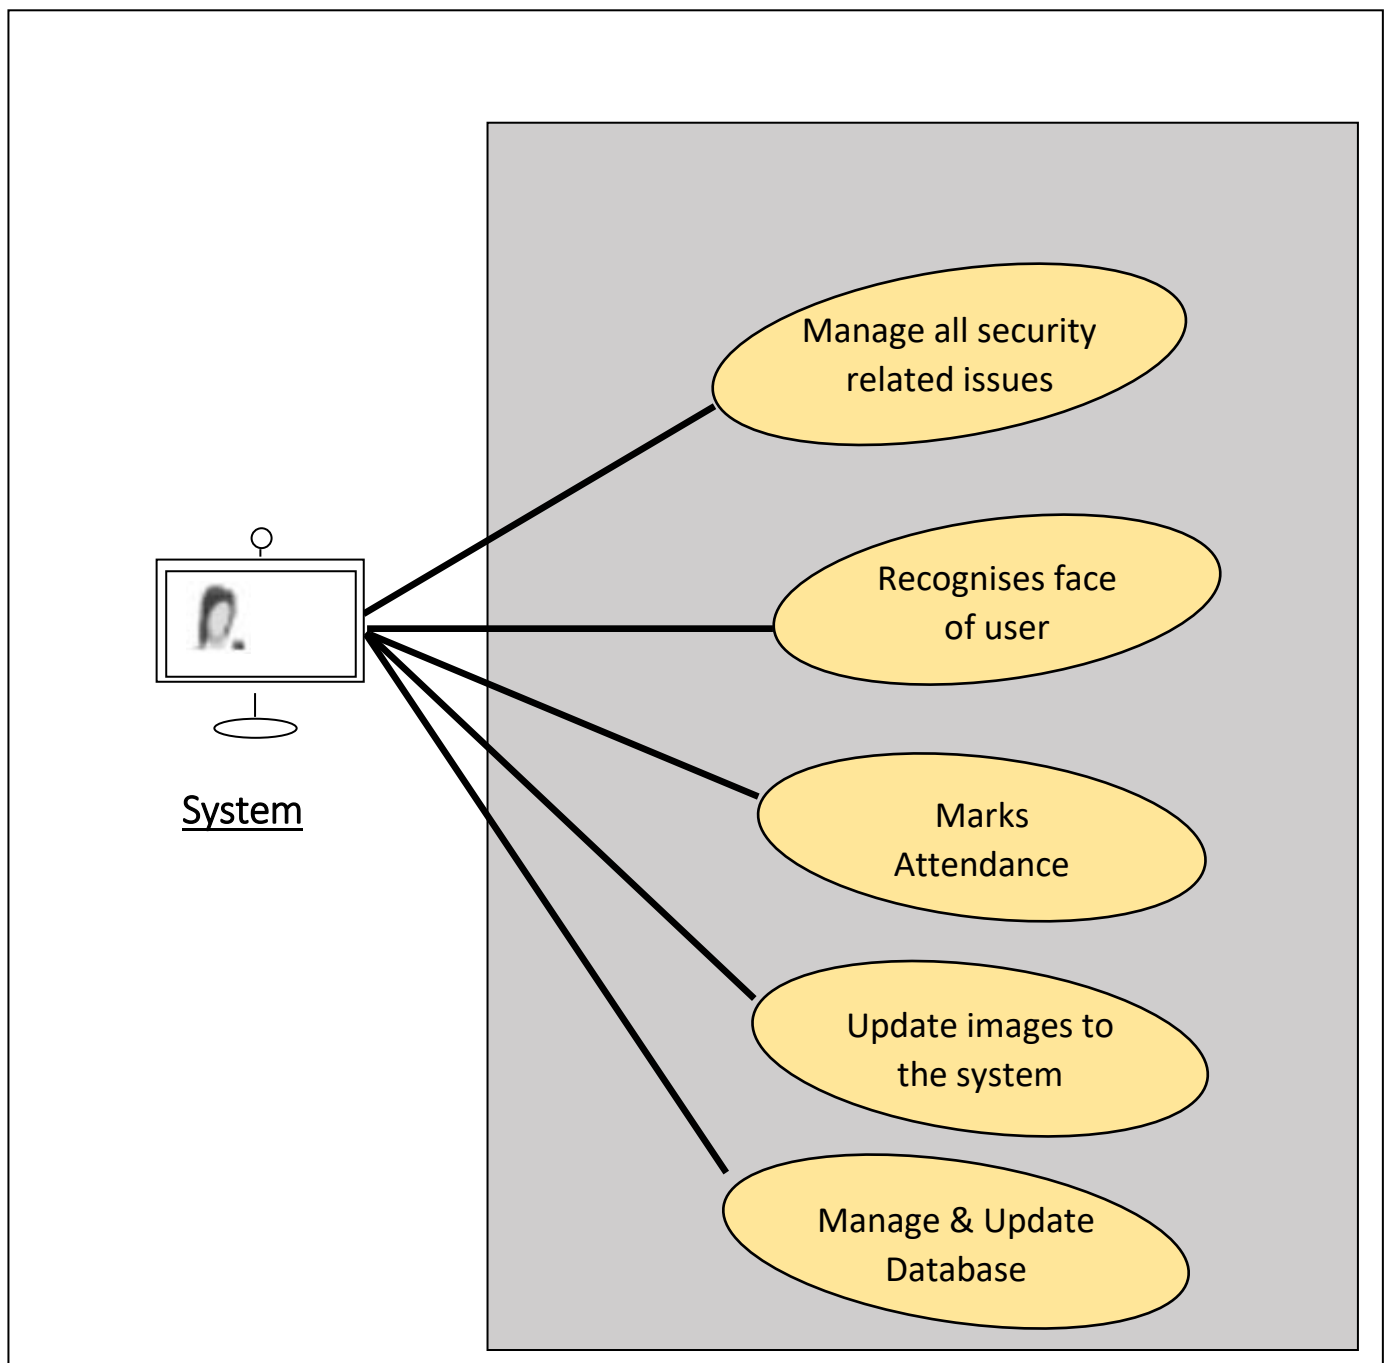 Manage all security
related issues
Recognises face
of user
System
Marks
Attendance
Update images to
the system
Manage & Update
Database